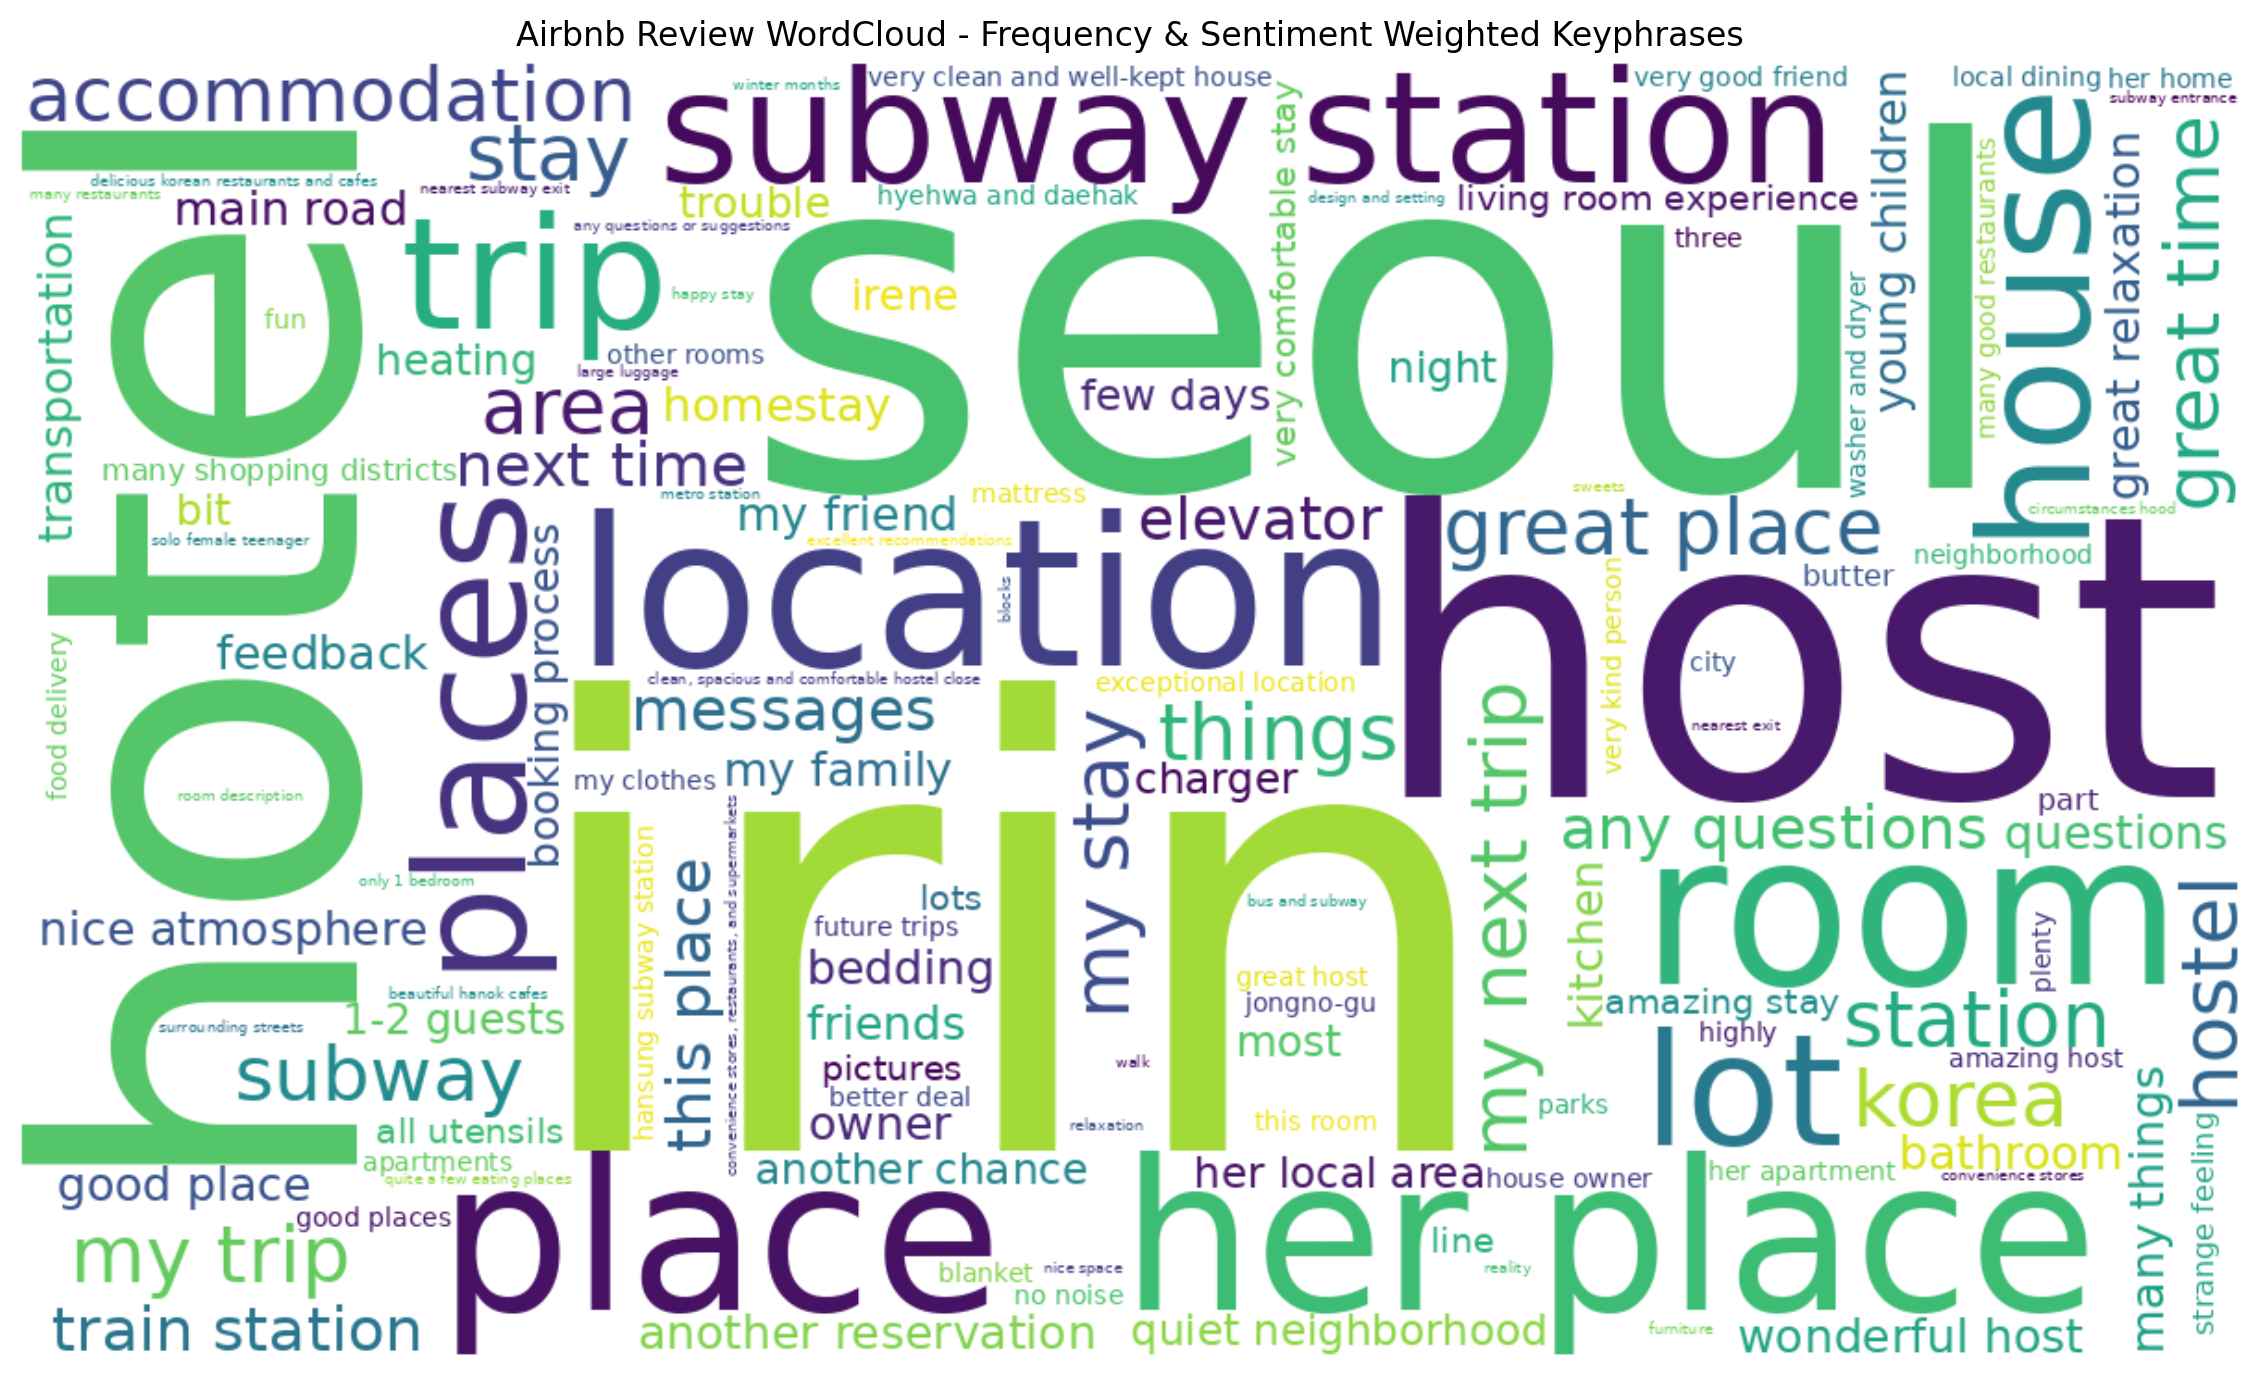 Airbnb Review WordCloud - Frequency & Sentiment Weighted Keyphrases
accommodation
winter months
very clean and well-kept house
very good friend
local dining
her home
subway entrance
subway station
stay
delicious korean restaurants and cafes
many restaurants
nearest subway exit
main road
trouble
hyehwa and daehak
design and setting
living room experience
any questions or suggestions
three
young children
many good restaurants
house
great relaxation
great time
transportation
hotel
fun
trip
happy stay
irene
seoul
very comfortable stay
washer and dryer
heating
other rooms
large luggage
night
few days
area
homestay
next time
many shopping districts
bit
solo female teenager
metro station
my friend
mattress
excellent recommendations
elevator
sweets
great place
circumstances hood
neighborhood
butter
places
booking process
location
blocks
host
very kind person
city
nearest exit
feedback
food delivery
clean, spacious and comfortable hostel close
exceptional location
messages
things
my stay
my family
my clothes
charger
room description
my next trip
part
any questions
questions
irin
hansung subway station
this place
convenience stores, restaurants, and supermarkets
only 1 bedroom
lots
future trips
bus and subway
kitchen
room
plenty
hostel
nice atmosphere
bedding
great host
jongno-gu
beautiful hanok cafes
surrounding streets
1-2 guests
friends
most
amazing stay
station
highly
amazing host
subway
pictures
walk
better deal
owner
relaxation
this room
parks
lot
korea
many things
strange feeling
all utensils
apartments
quite a few eating places
bathroom
good place
another chance
her local area
house owner
her apartment
convenience stores
good places
place
her place
my trip
line
blanket
nice space
reality
no noise
train station
another reservation
quiet neighborhood
furniture
wonderful host